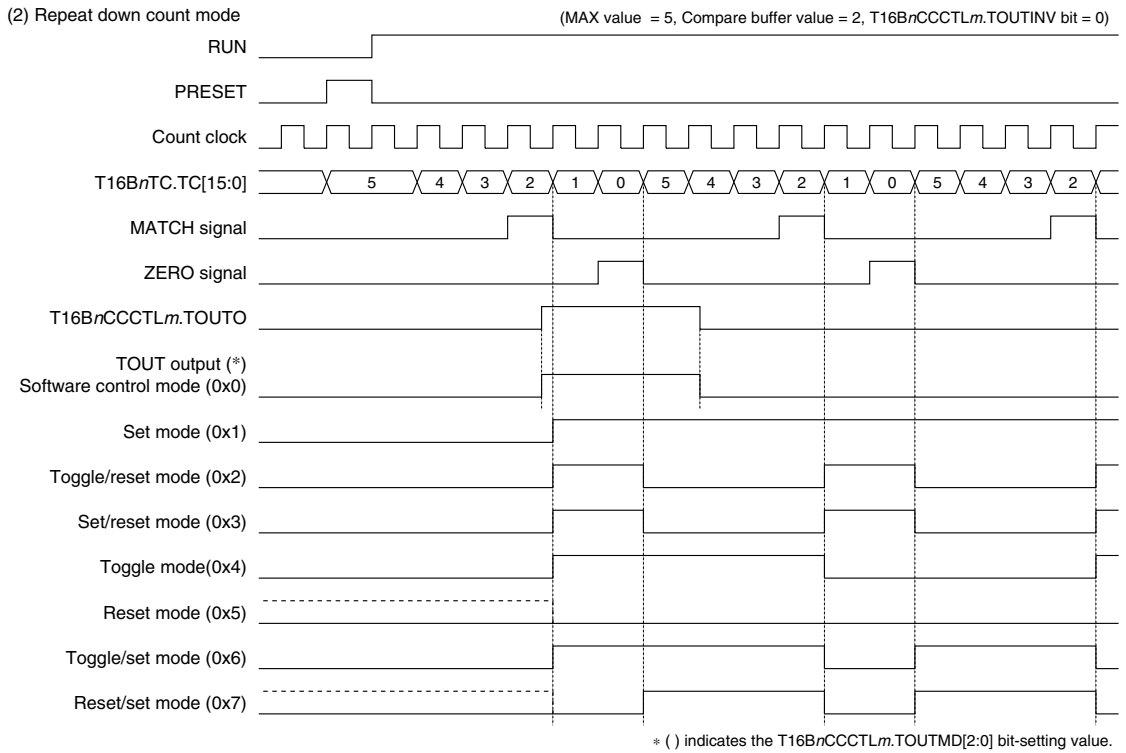 (2) Repeat down count mode
(MAX value = 5, Compare buffer value = 2, T16BnCCCTLm.TOUTINV bit = 0)
RUN
PRESET
Count clock
T16BnTC.TC[15:0] 5 4 3 2 1 0 5 4 3 2 1 0 5 4 3 2
MATCH signal
ZERO signal
T16BnCCCTLm.TOUTO
TOUT output (*)
Software control mode (0x0)
Set mode (0x1)
Toggle/reset mode (0x2)
Set/reset mode (0x3)
Toggle mode(0x4)
Reset mode (0x5)
Toggle/set mode (0x6)
Reset/set mode (0x7)
* ( ) indicates the T16BnCCCTLm.TOUTMD[2:0] bit-setting value.